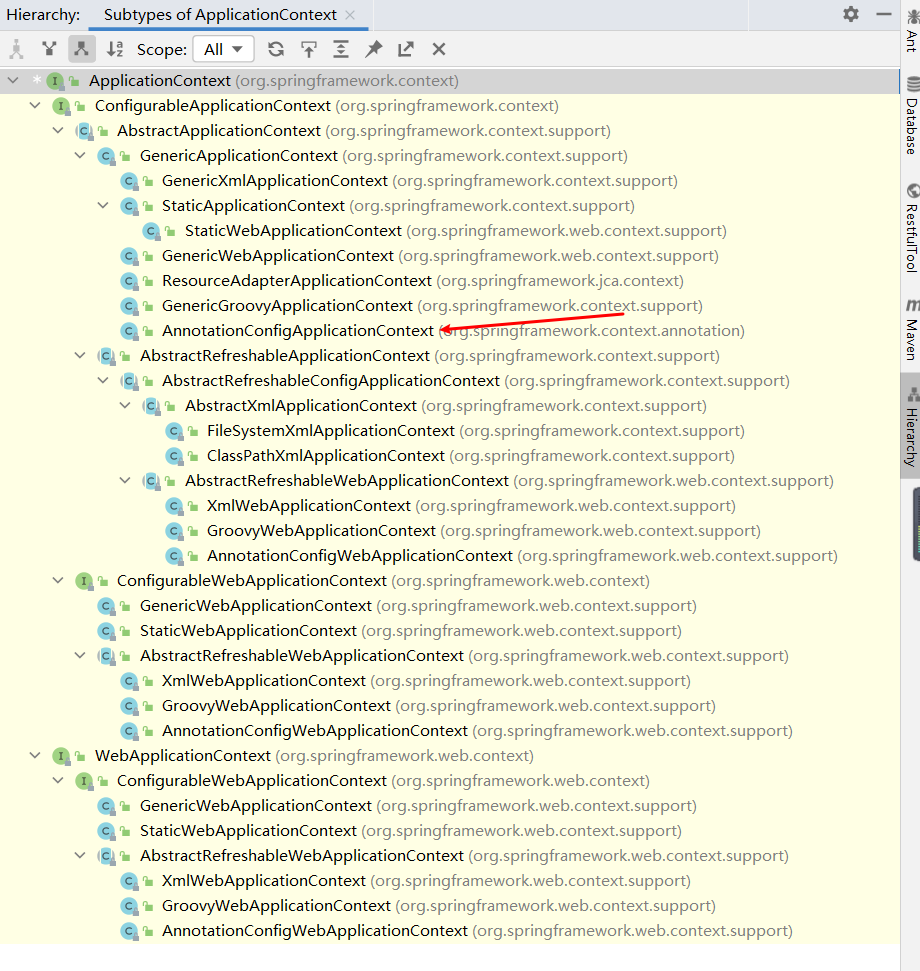 Hierarchy: Subtypes of ApplicationContext
Scope: All
ApplicationContext (org.springframework.context)
ConfigurableApplicationContext (org.springframework.context)
AbstractApplicationContext (org.springframework.context.support)
GenericApplicationContext (org.springframework.context.support)
GenericXmlApplicationContext (org.springframework.context.support)
StaticApplicationContext (org.springframework.context.support)
StaticWebApplicationContext (org.springframework.web.context.support)
GenericWebApplicationContext (org.springframework.web.context.support)
ResourceAdapterApplicationContext (org.springframework.jca.context)
GenericGroovyApplicationContext (org.springframework.context.support)
AnnotationConfigApplicationContext (org.springframework.context.annotation)
AbstractRefreshableApplicationContext (org.springframework.context.support)
AbstractRefreshableConfigApplicationContext (org.springframework.context.support)
AbstractXmlApplicationContext (org.springframework.context.support)
FileSystemXmlApplicationContext (org.springframework.context.support)
ClassPathXmlApplicationContext (org.springframework.context.support)
AbstractRefreshableWebApplicationContext (org.springframework.web.context.support)
XmlWebApplicationContext (org.springframework.web.context.support)
GroovyWebApplicationContext (org.springframework.web.context.support)
AnnotationConfigWebApplicationContext (org.springframework.web.context.support)
ConfigurableWebApplicationContext (org.springframework.web.context)
GenericWebApplicationContext (org.springframework.web.context.support)
StaticWebApplicationContext (org.springframework.web.context.support)
AbstractRefreshableWebApplicationContext (org.springframework.web.context.support)
XmlWebApplicationContext (org.springframework.web.context.support)
GroovyWebApplicationContext (org.springframework.web.context.support)
AnnotationConfigWebApplicationContext (org.springframework.web.context.support)
WebApplicationContext (org.springframework.web.context)
ConfigurableWebApplicationContext (org.springframework.web.context)
GenericWebApplicationContext (org.springframework.web.context.support)
StaticWebApplicationContext (org.springframework.web.context.support)
AbstractRefreshableWebApplicationContext (org.springframework.web.context.support)
XmlWebApplicationContext (org.springframework.web.context.support)
GroovyWebApplicationContext (org.springframework.web.context.support)
AnnotationConfigWebApplicationContext (org.springframework.web.context.support)
Ant
Database
RestfulTool
Maven
Hierarchy